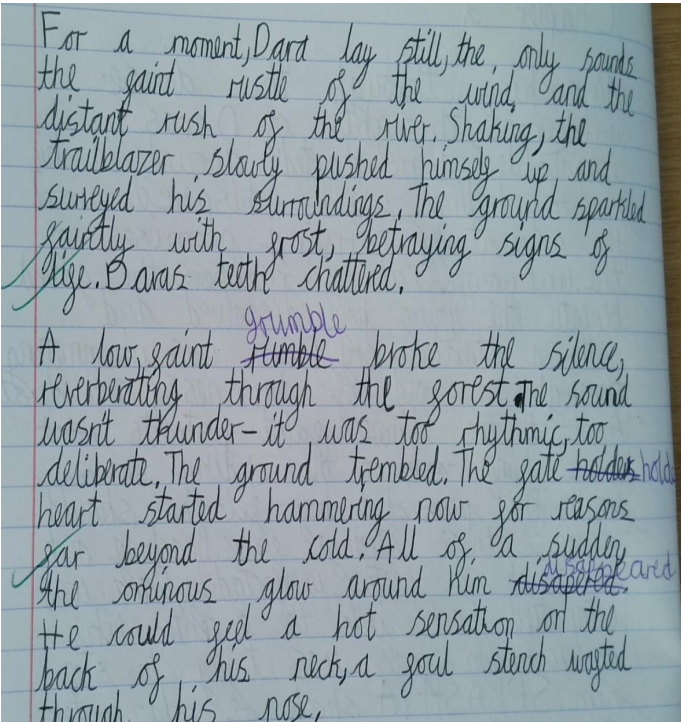 For a moment, Dara lay still, the only sounds
the faint rustle of the wind, and the
distant rush of the river. Shaking, the
trailblazer slowly pushed himself up and
surveyed his surroundings. The ground sparkled
faintly with frost, betraying signs of
life. Daras teeth chattered.
grumble
A low, faint rumble broke the silence,
reverberating through the forest. The sound
wasn't thunder - it was too rhythmic, too
deliberate. The ground trembled. The fate holders hold
heart started hammering now for reasons
far beyond the cold. All of a sudden,
disappeared
the ominous glow around him disapered.
He could feel a hot sensation on the
back of his neck, a foul stench wafted
through his nose,